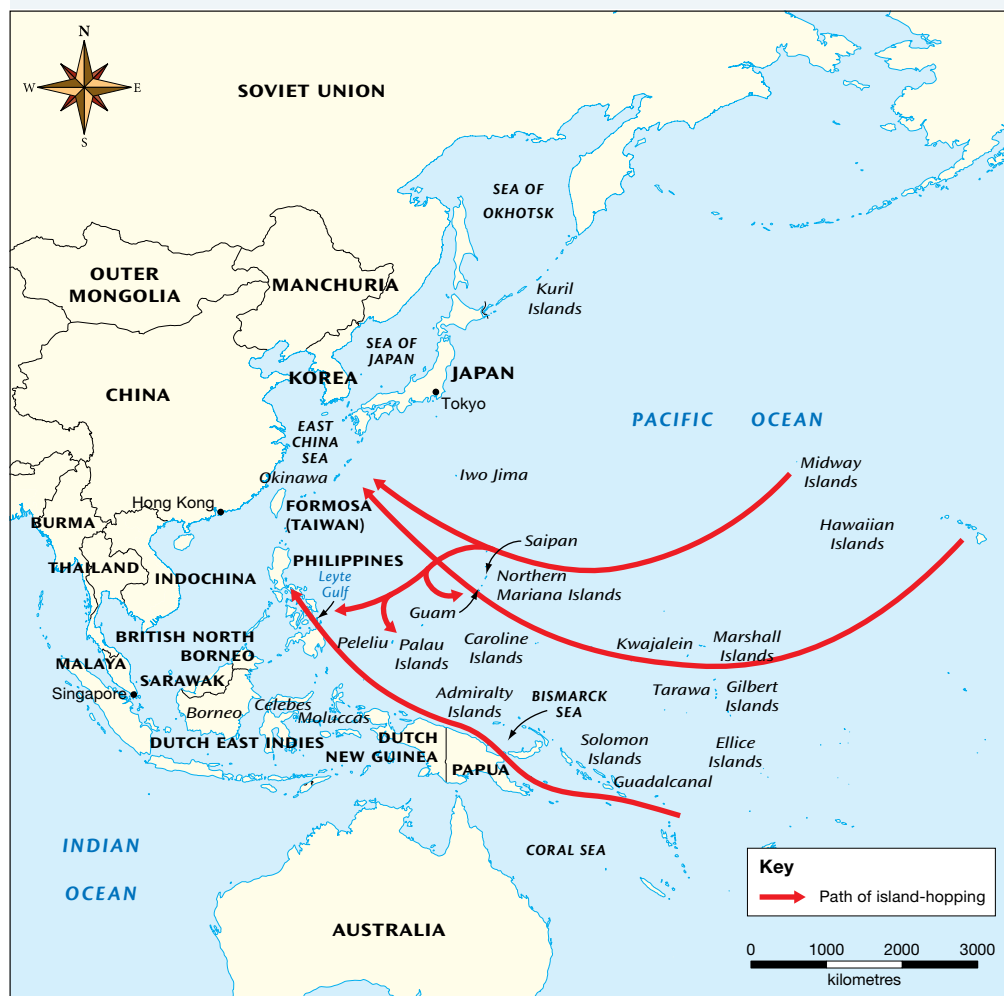 N
W
E
S
SOVIET UNION
SEA OF
OKHOTSK
OUTER
MONGOLIA
MANCHURIA
Kuril
Islands
SEA OF
JAPAN
KOREA
JAPAN
CHINA
Tokyo
EAST
CHINA
SEA
PACIFIC OCEAN
Okinawa
Iwo Jima
Midway
Islands
Hong Kong
FORMOSA
(TAIWAN)
BURMA
Hawaiian
Islands
Saipan
THAILAND
INDOCHINA
PHILIPPINES
Leyte
Gulf
Northern
Mariana Islands
Guam
BRITISH NORTH
BORNEO
Peleliu
Palau
Islands
Caroline
Islands
Kwajalein
Marshall
Islands
MALAYA
SARAWAK
Singapore
Borneo
Celebes
Moluccas
Admiralty
Islands
BISMARCK
SEA
Tarawa
Gilbert
Islands
DUTCH EAST INDIES
DUTCH
NEW GUINEA
PAPUA
Solomon
Islands
Ellice
Islands
Guadalcanal
INDIAN
OCEAN
CORAL SEA
AUSTRALIA
Key
Path of island-hopping
0 1000 2000 3000
kilometres